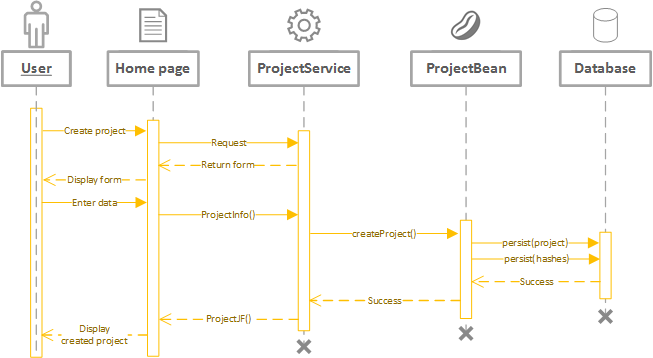 User
Home page
ProjectService
ProjectBean
Database
Create project
Request
Return form
Display form
Enter data
ProjectInfo()
createProject()
persist(project)
persist(hashes)
Success
Success
ProjectJF()
Display
created project